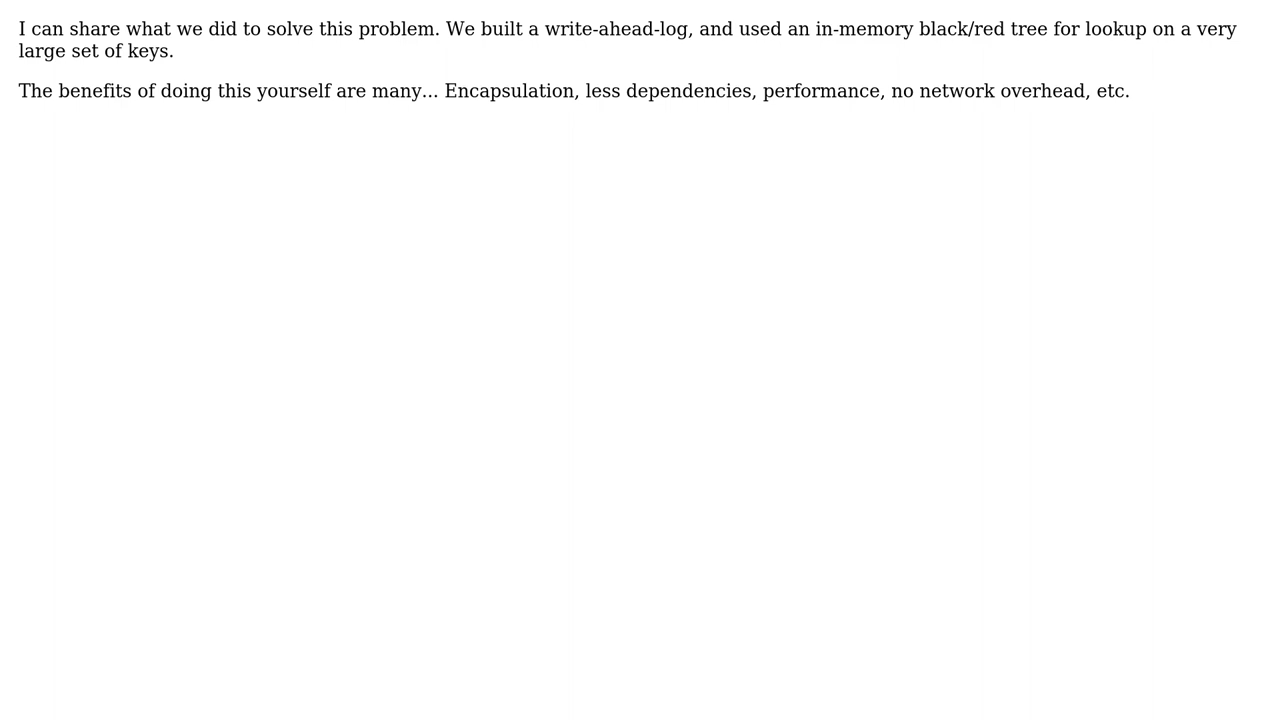 I can share what we did to solve this problem. We built a write-ahead-log, and used an in-memory black/red tree for lookup on a very
large set of keys.
The benefits of doing this yourself are many... Encapsulation, less dependencies, performance, no network overhead, etc.